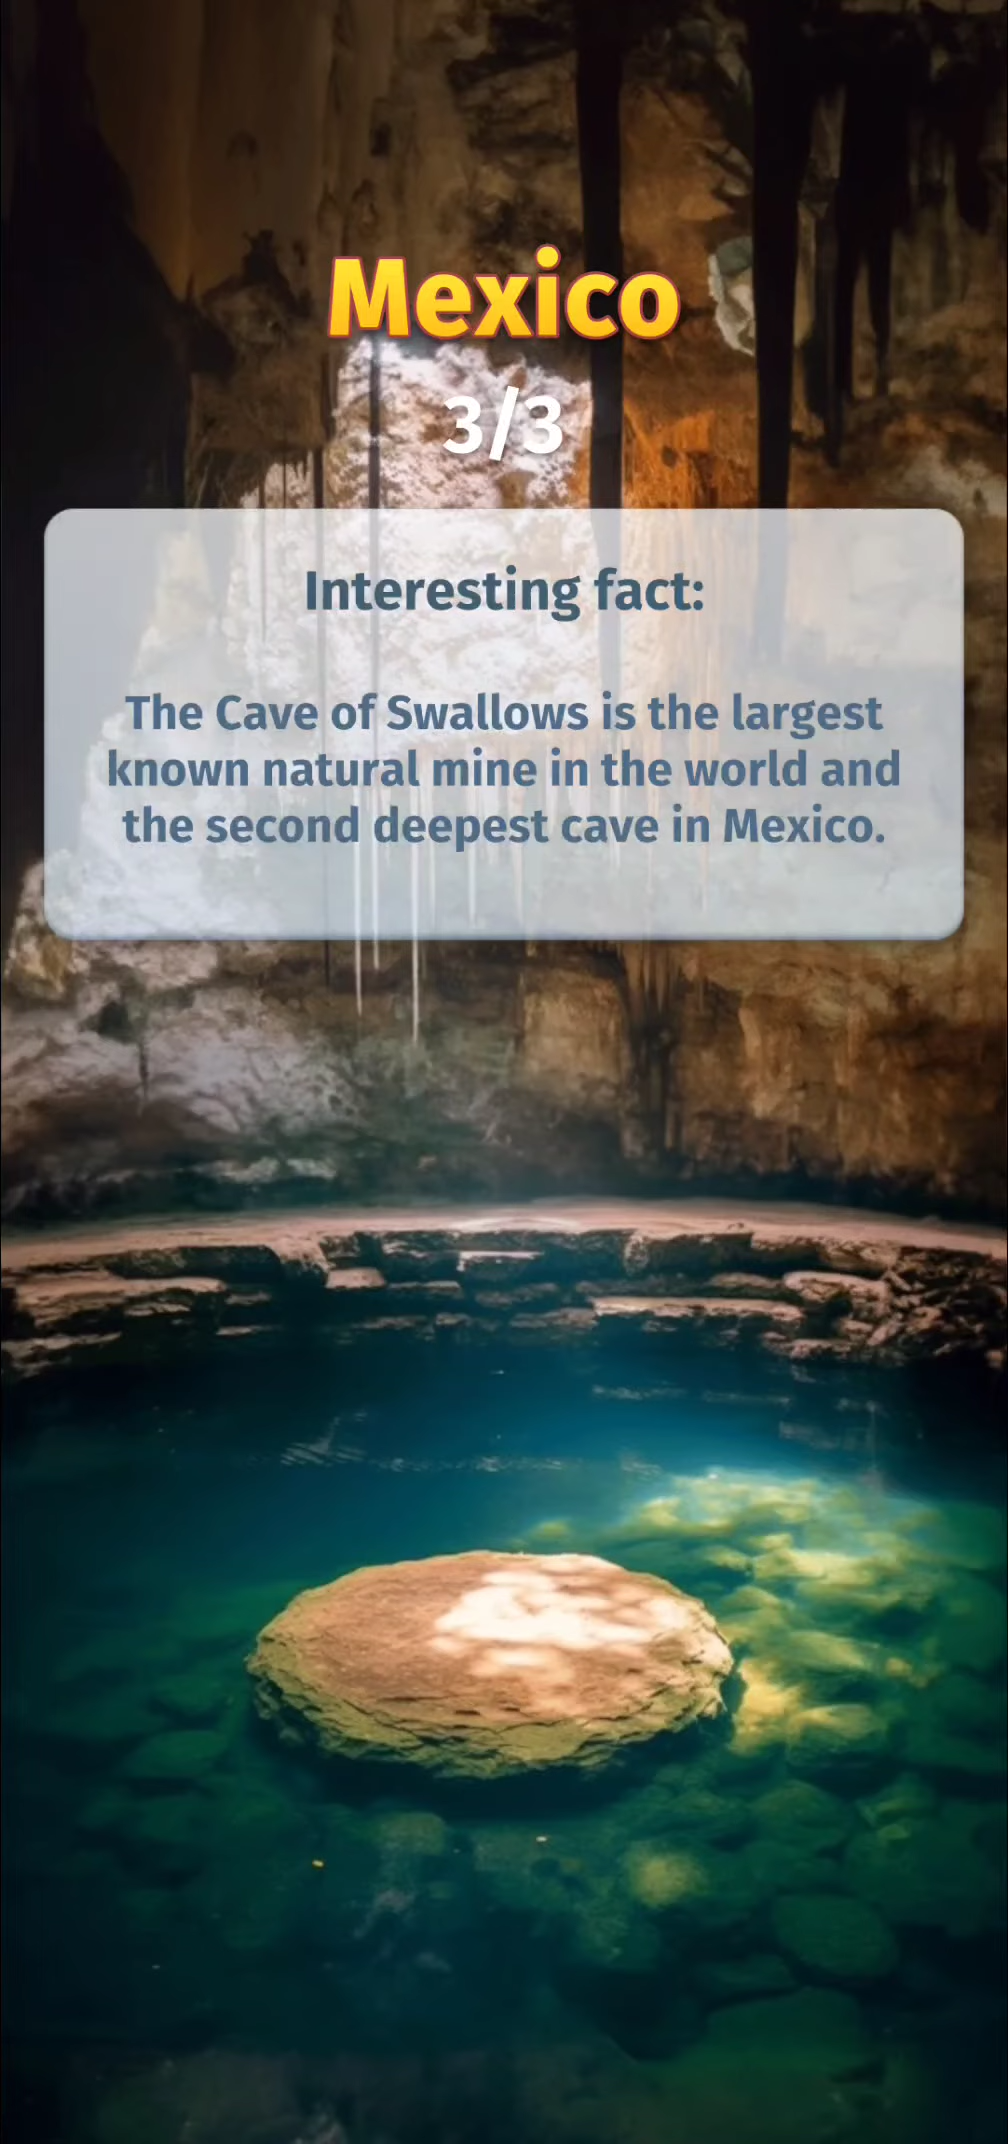 Mexico
3/3
Interesting fact:
The Cave of Swallows is the largest
known natural mine in the world and
the second deepest cave in Mexico.